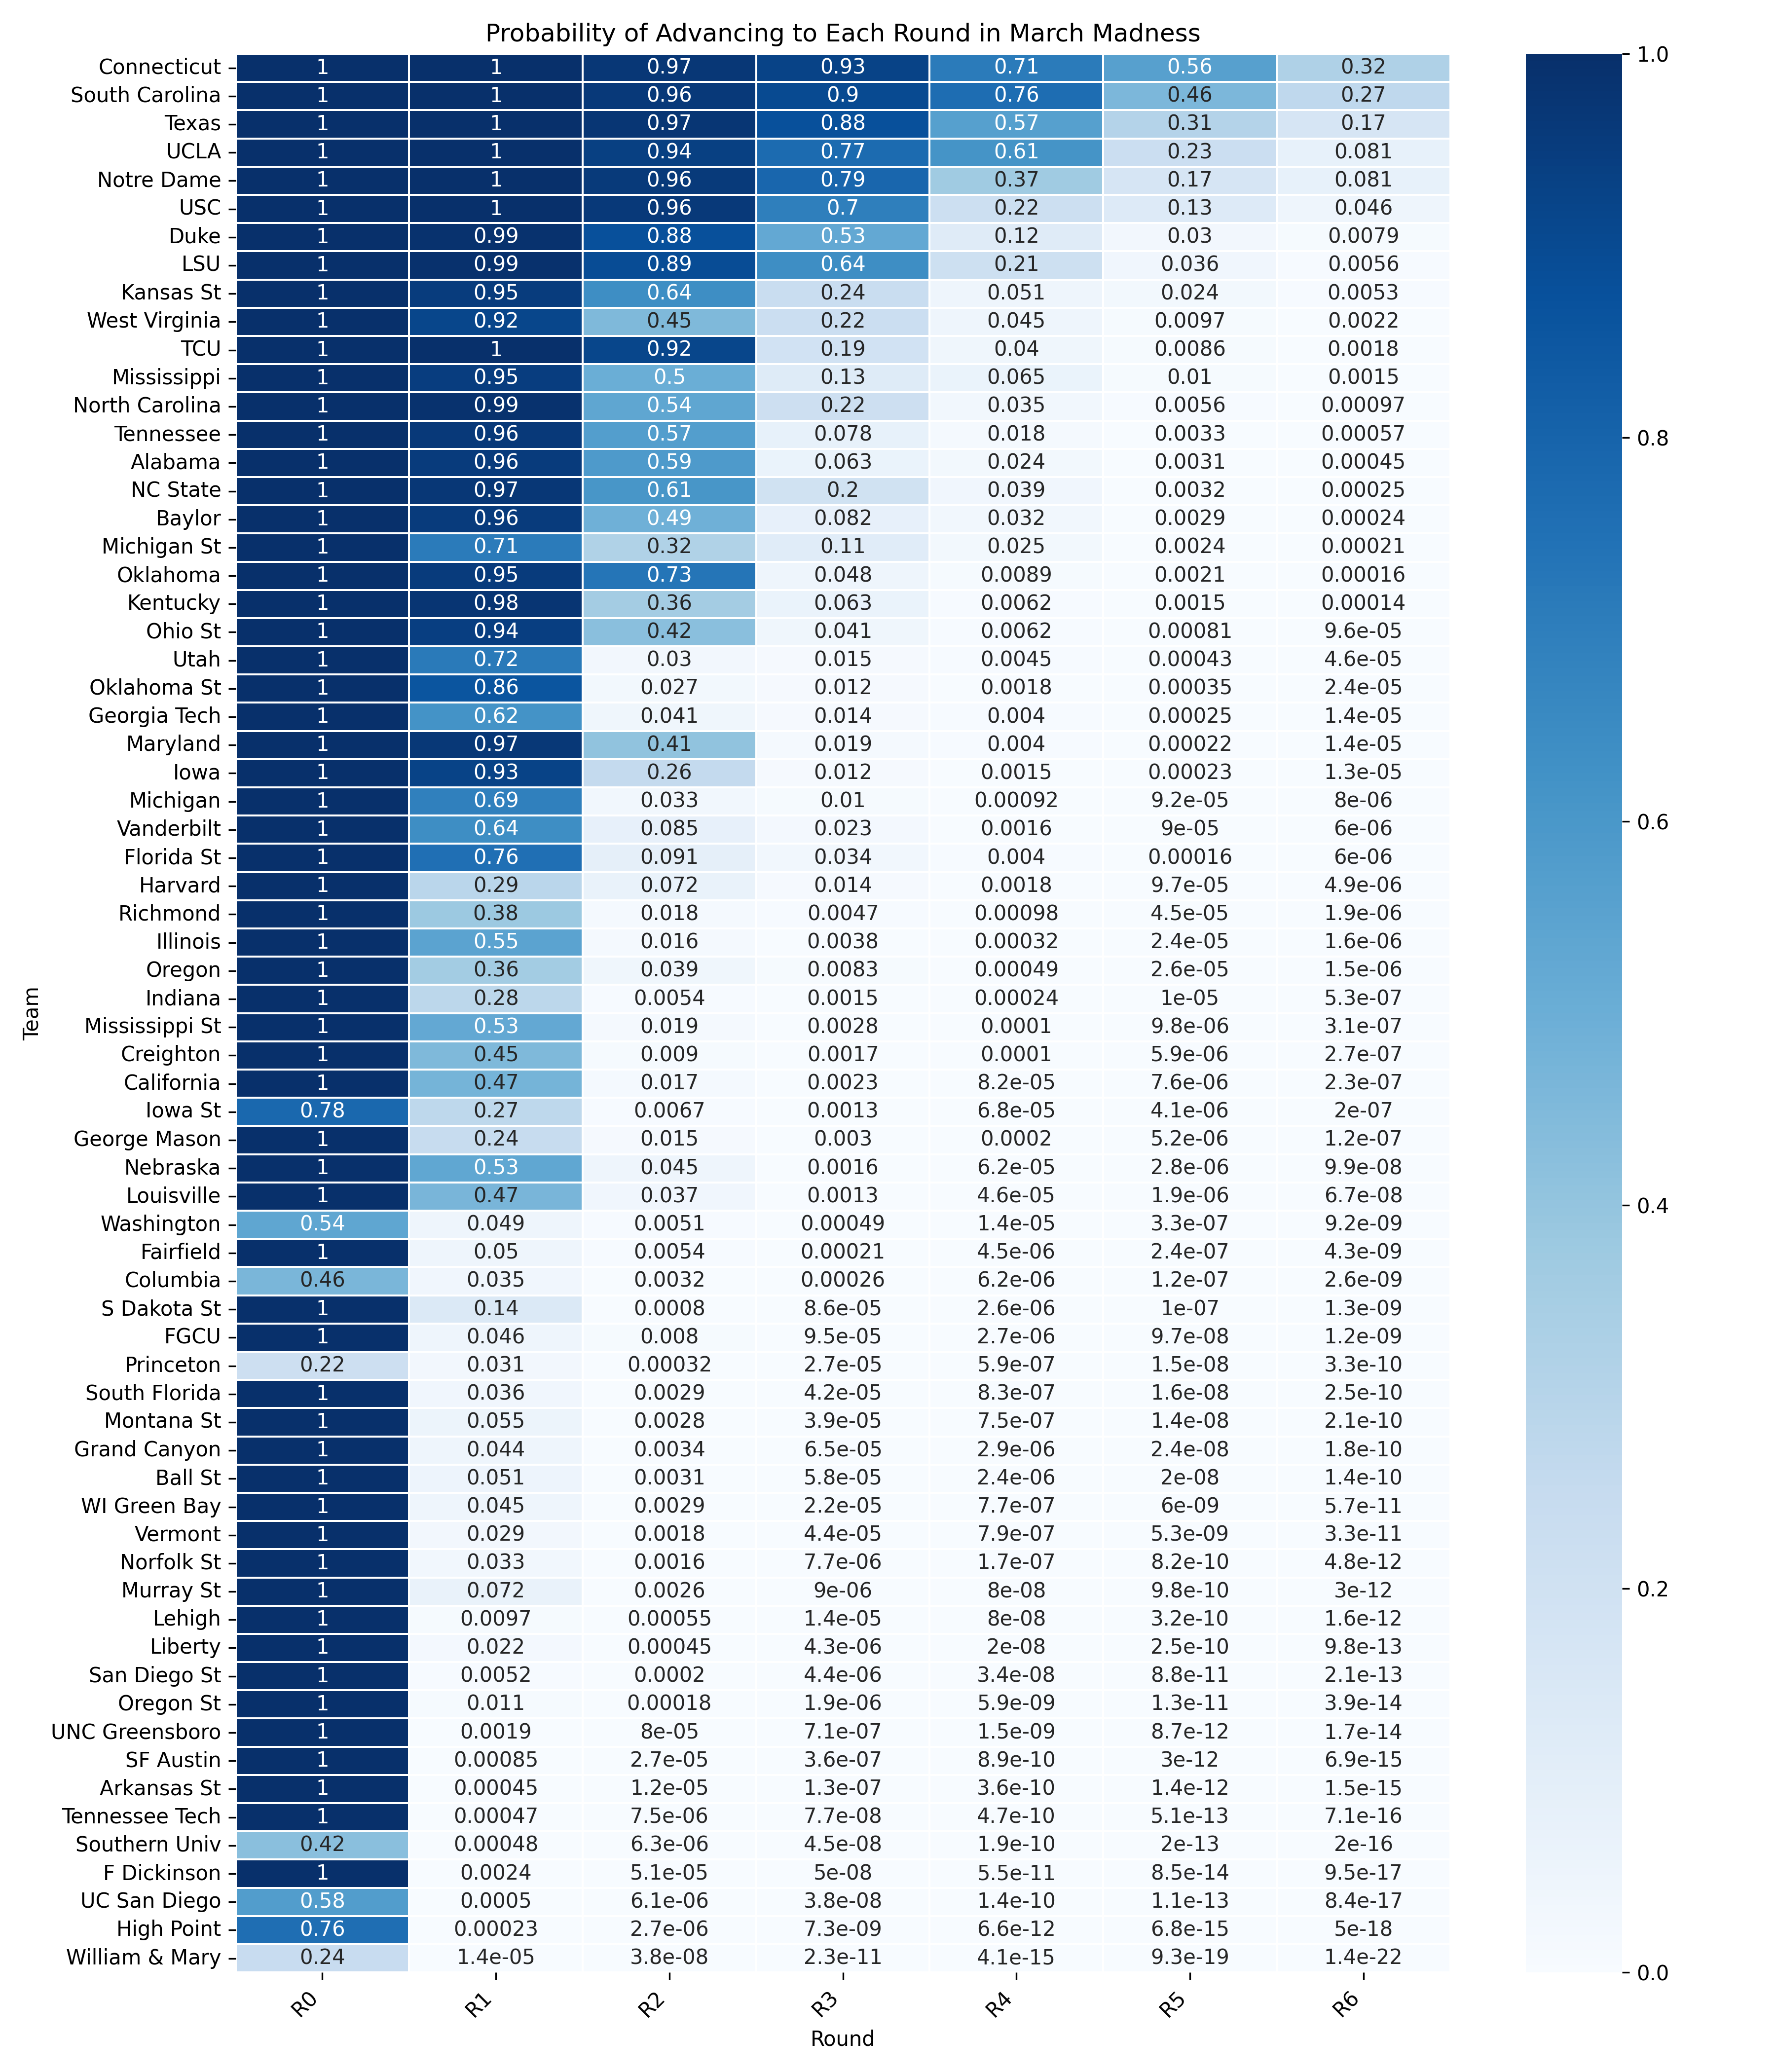 Probability of Advancing to Each Round in March Madness
Connecticut 1 1 0.97 0.93 0.71 0.56 0.32
South Carolina 1 1 0.96 0.9 0.76 0.46 0.27
Texas 1 1 0.97 0.88 0.57 0.31 0.17
UCLA 1 1 0.94 0.77 0.61 0.23 0.081
Notre Dame 1 1 0.96 0.79 0.37 0.17 0.081
USC 1 1 0.96 0.7 0.22 0.13 0.046
Duke 1 0.99 0.88 0.53 0.12 0.03 0.0079
LSU 1 0.99 0.89 0.64 0.21 0.036 0.0056
Kansas St 1 0.95 0.64 0.24 0.051 0.024 0.0053
West Virginia 1 0.92 0.45 0.22 0.045 0.0097 0.0022
TCU 1 1 0.92 0.19 0.04 0.0086 0.0018
Mississippi 1 0.95 0.5 0.13 0.065 0.01 0.0015
North Carolina 1 0.99 0.54 0.22 0.035 0.0056 0.00097
Tennessee 1 0.96 0.57 0.078 0.018 0.0033 0.00057
Alabama 1 0.96 0.59 0.063 0.024 0.0031 0.00045
NC State 1 0.97 0.61 0.2 0.039 0.0032 0.00025
Baylor 1 0.96 0.49 0.082 0.032 0.0029 0.00024
Michigan St 1 0.71 0.32 0.11 0.025 0.0024 0.00021
Oklahoma 1 0.95 0.73 0.048 0.0089 0.0021 0.00016
Kentucky 1 0.98 0.36 0.063 0.0062 0.0015 0.00014
Ohio St 1 0.94 0.42 0.041 0.0062 0.00081 9.6e-05
Utah 1 0.72 0.03 0.015 0.0045 0.00043 4.6e-05
Oklahoma St 1 0.86 0.027 0.012 0.0018 0.00035 2.4e-05
Georgia Tech 1 0.62 0.041 0.014 0.004 0.00025 1.4e-05
Maryland 1 0.97 0.41 0.019 0.004 0.00022 1.4e-05
Iowa 1 0.93 0.26 0.012 0.0015 0.00023 1.3e-05
Michigan 1 0.69 0.033 0.01 0.00092 9.2e-05 8e-06
Vanderbilt 1 0.64 0.085 0.023 0.0016 9e-05 6e-06
Florida St 1 0.76 0.091 0.034 0.004 0.00016 6e-06
Harvard 1 0.29 0.072 0.014 0.0018 9.7e-05 4.9e-06
Richmond 1 0.38 0.018 0.0047 0.00098 4.5e-05 1.9e-06
Illinois 1 0.55 0.016 0.0038 0.00032 2.4e-05 1.6e-06
Oregon 1 0.36 0.039 0.0083 0.00049 2.6e-05 1.5e-06
Indiana 1 0.28 0.0054 0.0015 0.00024 1e-05 5.3e-07
Mississippi St 1 0.53 0.019 0.0028 0.0001 9.8e-06 3.1e-07
Creighton 1 0.45 0.009 0.0017 0.0001 5.9e-06 2.7e-07
California 1 0.47 0.017 0.0023 8.2e-05 7.6e-06 2.3e-07
Iowa St 0.78 0.27 0.0067 0.0013 6.8e-05 4.1e-06 2e-07
George Mason 1 0.24 0.015 0.003 0.0002 5.2e-06 1.2e-07
Nebraska 1 0.53 0.045 0.0016 6.2e-05 2.8e-06 9.9e-08
Louisville 1 0.47 0.037 0.0013 4.6e-05 1.9e-06 6.7e-08
Washington 0.54 0.049 0.0051 0.00049 1.4e-05 3.3e-07 9.2e-09
Fairfield 1 0.05 0.0054 0.00021 4.5e-06 2.4e-07 4.3e-09
Columbia 0.46 0.035 0.0032 0.00026 6.2e-06 1.2e-07 2.6e-09
S Dakota St 1 0.14 0.0008 8.6e-05 2.6e-06 1e-07 1.3e-09
FGCU 1 0.046 0.008 9.5e-05 2.7e-06 9.7e-08 1.2e-09
Princeton 0.22 0.031 0.00032 2.7e-05 5.9e-07 1.5e-08 3.3e-10
South Florida 1 0.036 0.0029 4.2e-05 8.3e-07 1.6e-08 2.5e-10
Montana St 1 0.055 0.0028 3.9e-05 7.5e-07 1.4e-08 2.1e-10
Grand Canyon 1 0.044 0.0034 6.5e-05 2.9e-06 2.4e-08 1.8e-10
Ball St 1 0.051 0.0031 5.8e-05 2.4e-06 2e-08 1.4e-10
WI Green Bay 1 0.045 0.0029 2.2e-05 7.7e-07 6e-09 5.7e-11
Vermont 1 0.029 0.0018 4.4e-05 7.9e-07 5.3e-09 3.3e-11
Norfolk St 1 0.033 0.0016 7.7e-06 1.7e-07 8.2e-10 4.8e-12
Murray St 1 0.072 0.0026 9e-06 8e-08 9.8e-10 3e-12
Lehigh 1 0.0097 0.00055 1.4e-05 8e-08 3.2e-10 1.6e-12
Liberty 1 0.022 0.00045 4.3e-06 2e-08 2.5e-10 9.8e-13
San Diego St 1 0.0052 0.0002 4.4e-06 3.4e-08 8.8e-11 2.1e-13
Oregon St 1 0.011 0.00018 1.9e-06 5.9e-09 1.3e-11 3.9e-14
UNC Greensboro 1 0.0019 8e-05 7.1e-07 1.5e-09 8.7e-12 1.7e-14
SF Austin 1 0.00085 2.7e-05 3.6e-07 8.9e-10 3e-12 6.9e-15
Arkansas St 1 0.00045 1.2e-05 1.3e-07 3.6e-10 1.4e-12 1.5e-15
Tennessee Tech 1 0.00047 7.5e-06 7.7e-08 4.7e-10 5.1e-13 7.1e-16
Southern Univ 0.42 0.00048 6.3e-06 4.5e-08 1.9e-10 2e-13 2e-16
F Dickinson 1 0.0024 5.1e-05 5e-08 5.5e-11 8.5e-14 9.5e-17
UC San Diego 0.58 0.0005 6.1e-06 3.8e-08 1.4e-10 1.1e-13 8.4e-17
High Point 0.76 0.00023 2.7e-06 7.3e-09 6.6e-12 6.8e-15 5e-18
William & Mary 0.24 1.4e-05 3.8e-08 2.3e-11 4.1e-15 9.3e-19 1.4e-22
R0 R1 R2 R3 R4 R5 R6
Round
Team
1.0
0.8
0.6
0.4
0.2
0.0